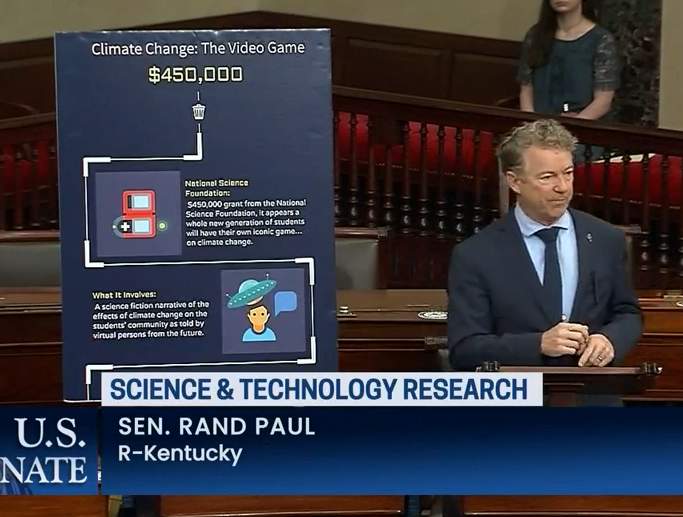 Climate Change: The Video Game
$450,000
National Science
Foundation:
$450,000 grant from the National
Science Foundation, it appears a
whole new generation of students
will have their own iconic game...
on climate change.
What It Involves:
A science fiction narrative of the
effects of climate change on the
students' community as told by
virtual persons from the future.
SCIENCE & TECHNOLOGY RESEARCH
U.S.
NATE
SEN. RAND PAUL
R-Kentucky